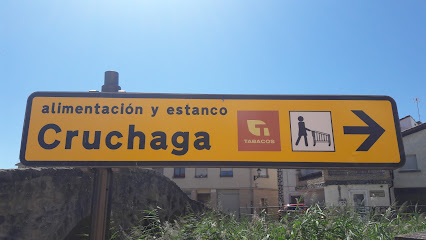 alimentación y estanco
Cruchaga
TABACOS